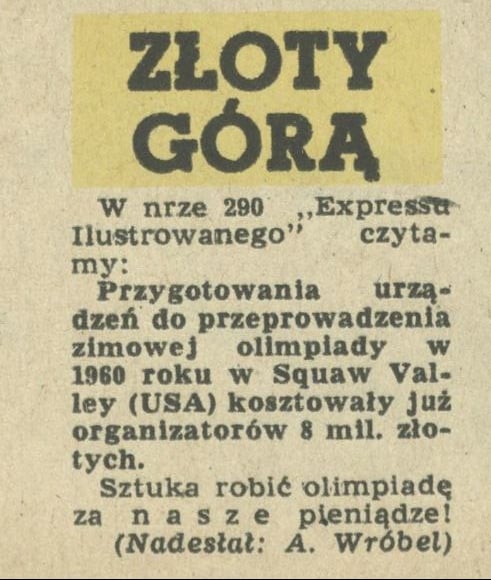 ZŁOTY
GÓRĄ
W nrze 290 ,,Expressu
Ilustrowanego" czyta-
my:
Przygotowania urzą-
dzeń do przeprowadzenia
zimowej olimpiady w
1960 roku w Squaw Val-
ley (USA) kosztowały już
organizatorów 8 mil. zło-
tych.
Sztuka robić olimpiadę
za nasze pieniądze!
(Nadesłał: A. Wróbel)